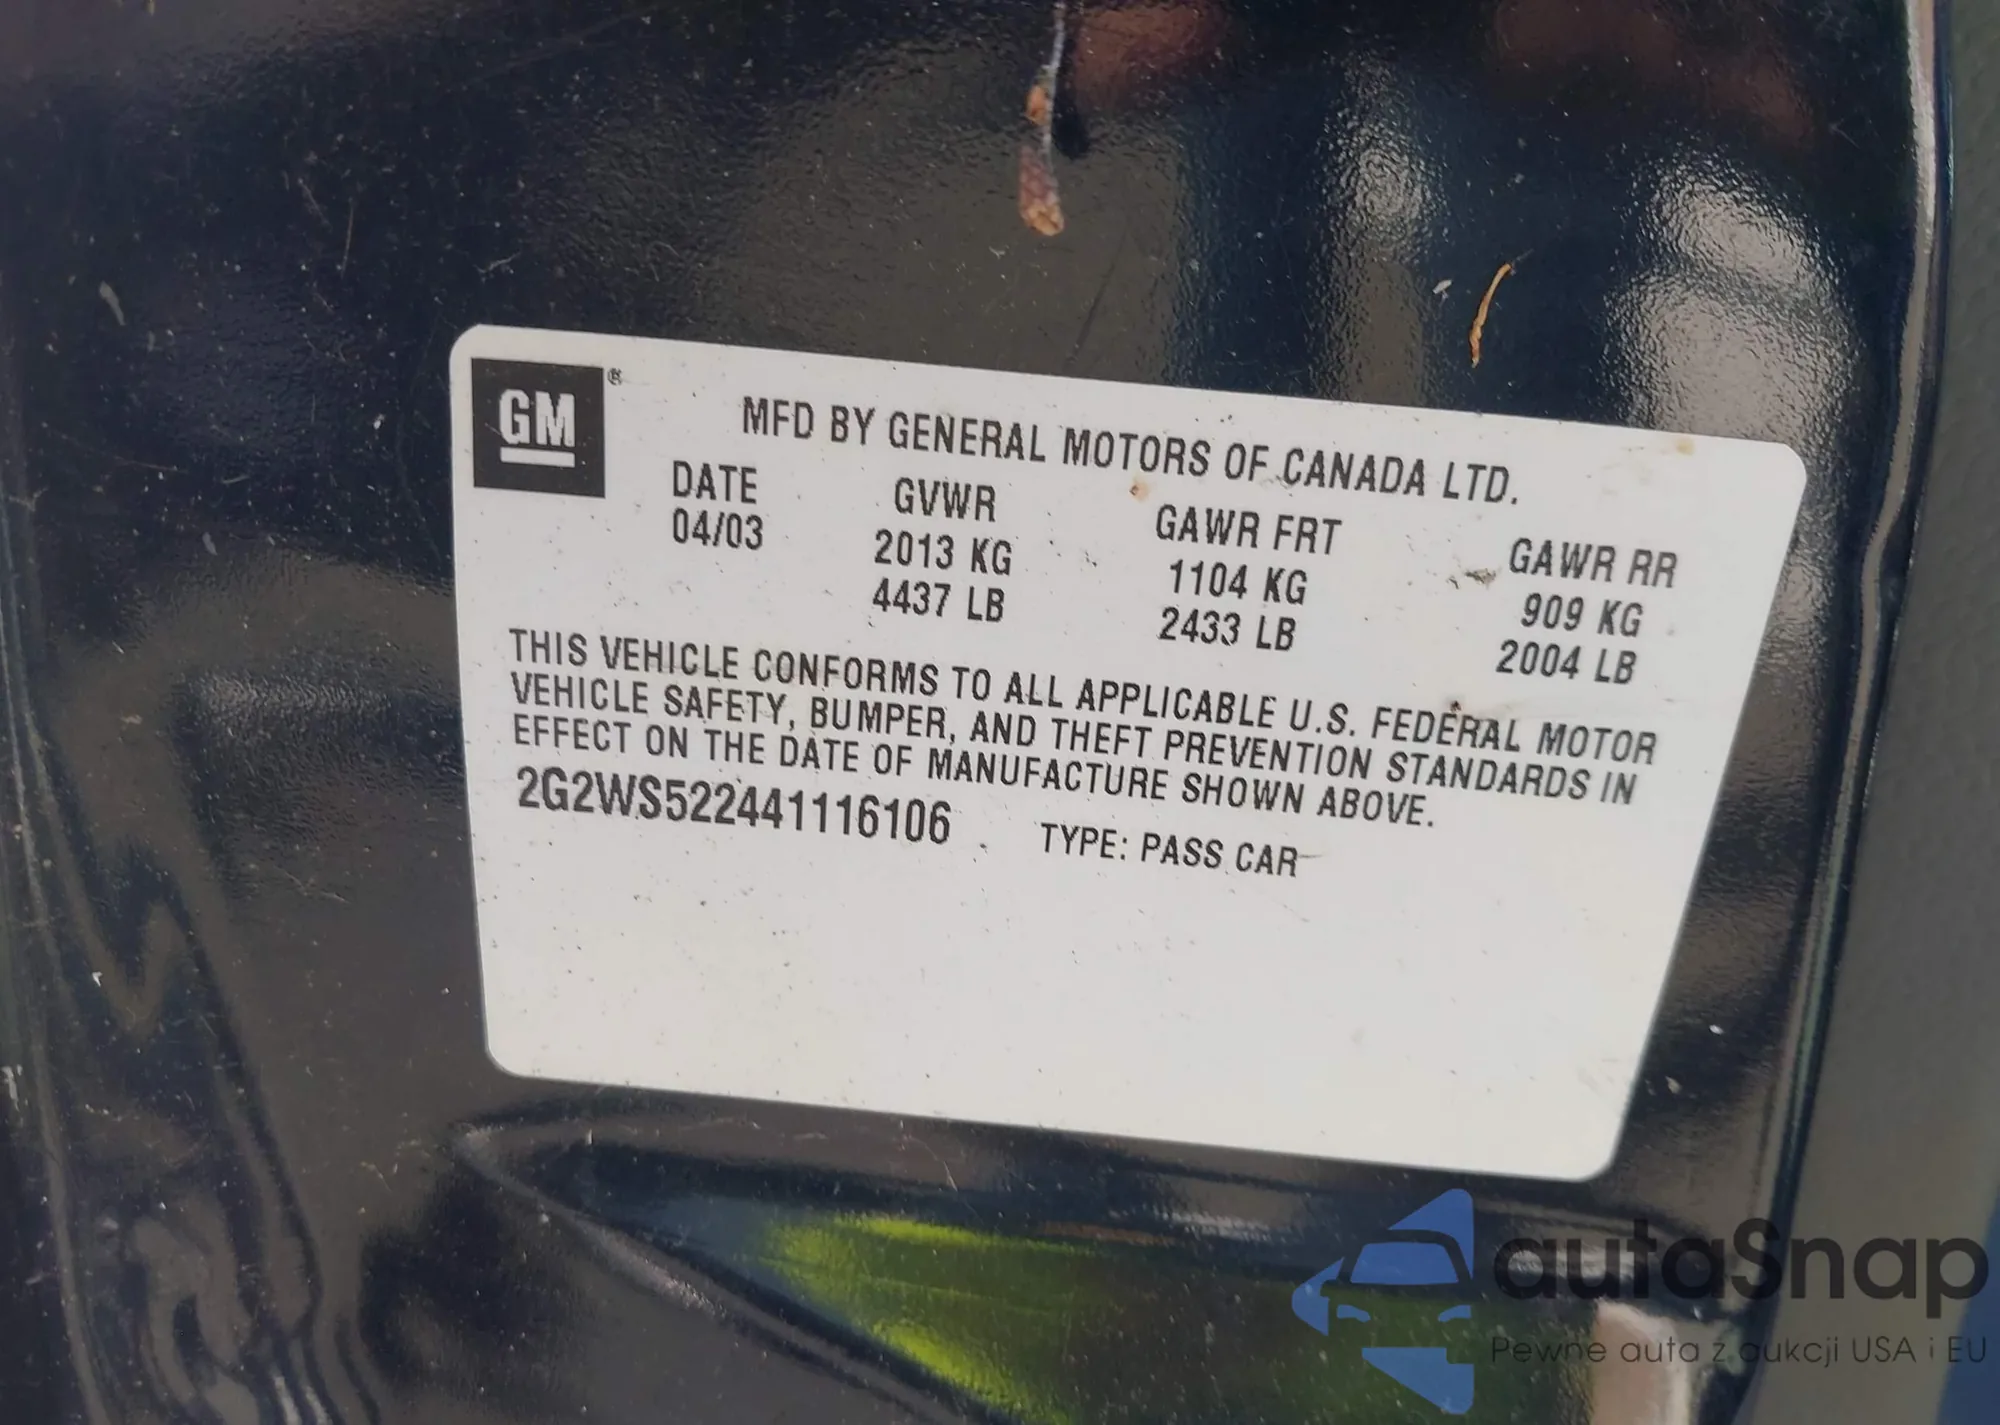 GM®
MFD BY GENERAL MOTORS OF CANADA LTD.
DATE GVWR GAWR FRT GAWR RR
04/03 2013 KG 1104 KG 909 KG
4437 LB 2433 LB 2004 LB
THIS VEHICLE CONFORMS TO ALL APPLICABLE U.S. FEDERAL MOTOR
VEHICLE SAFETY, BUMPER, AND THEFT PREVENTION STANDARDS IN
EFFECT ON THE DATE OF MANUFACTURE SHOWN ABOVE.
2G2WS522441116106 TYPE: PASS CAR
autaSnap
Pewne auta z aukcji USA i EU